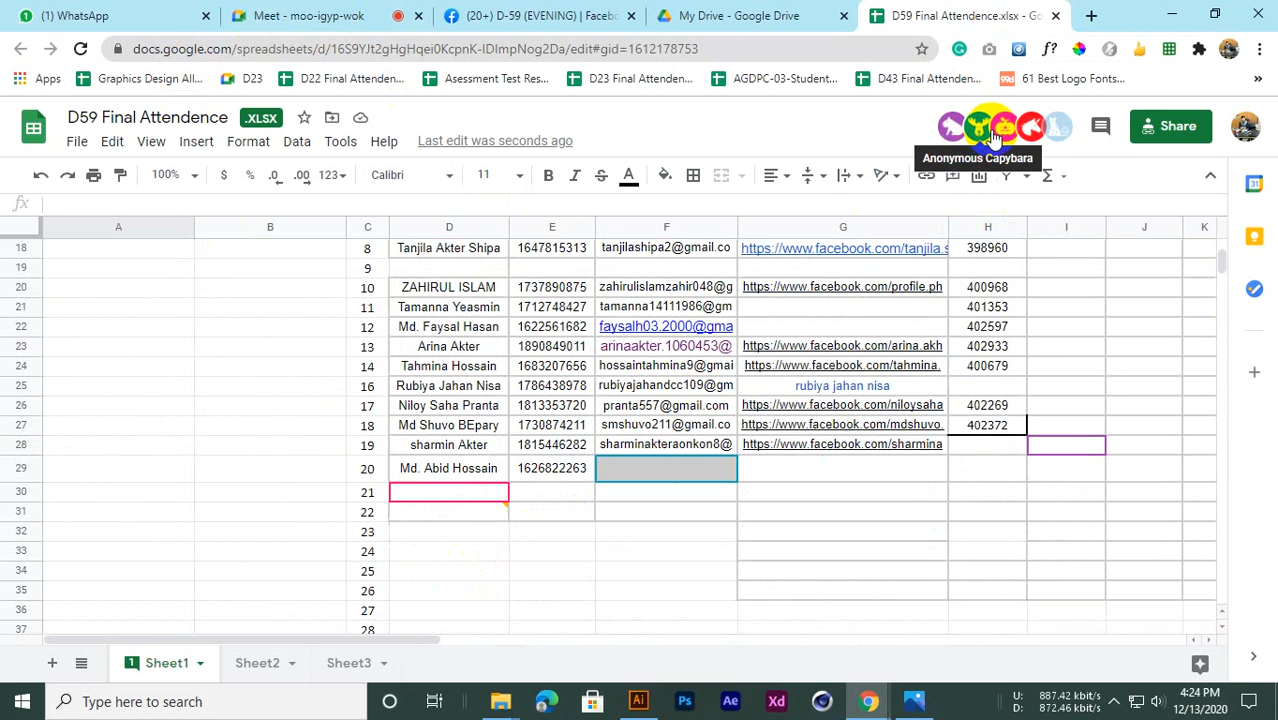 (1) WhatsApp
Meet - moo-igyp-wok
(20+) D-59 (EVENING) | Faceb
My Drive - Google Drive
D59 Final Attendence.xlsx - Go
docs.google.com/spreadsheets/d/16S9YJt2gHgHqei0KcpnK-IDImpNog2Da/edit#gid=1612178753
Apps
Graphics Design All...
D23
D22 Final Attenden...
Asessment Test Res...
D23 Final Attenden...
AGDPC-03-Student...
D43 Final Attenden...
61 Best Logo Fonts...
D59 Final Attendence .XLSX
File Edit View Insert Format Data Tools Help Last edit was seconds ago
Share
Anonymous Capybara
100% $ % .0 .00 123 Calibri 11 B I S A
fx
A B C D E F G H I J K
18 8 Tanjila Akter Shipa 1647815313 tanjilashipa2@gmail.co https://www.facebook.com/tanjila.s 398960
19 9
20 10 ZAHIRUL ISLAM 1737890875 zahirulislamzahir048@g https://www.facebook.com/profile.ph 400968
21 11 Tamanna Yeasmin 1712748427 tamanna14111986@gm 401353
22 12 Md. Faysal Hasan 1622561682 faysalh03.2000@gma 402597
23 13 Arina Akter 1890849011 arinaakter.1060453@ https://www.facebook.com/arina.akh 402933
24 14 Tahmina Hossain 1683207656 hossaintahmina9@gmai https://www.facebook.com/tahmina. 400679
25 16 Rubiya Jahan Nisa 1786438978 rubiyajahandcc109@gm rubiya jahan nisa
26 17 Niloy Saha Pranta 1813353720 pranta557@gmail.com https://www.facebook.com/niloysaha 402269
27 18 Md Shuvo BEpary 1730874211 smshuvo211@gmail.co https://www.facebook.com/mdshuvo. 402372
28 19 sharmin Akter 1815446282 sharminakteraonkon8@ https://www.facebook.com/sharmina
29 20 Md. Abid Hossain 1626822263
30 21
31 22
32 23
33 24
34 25
35 26
36 27
37 28
Sheet1
Sheet2
Sheet3
Type here to search
Ai Ps Ae Xd
U: 887.42 kbit/s
D: 872.46 kbit/s
4:24 PM
12/13/2020